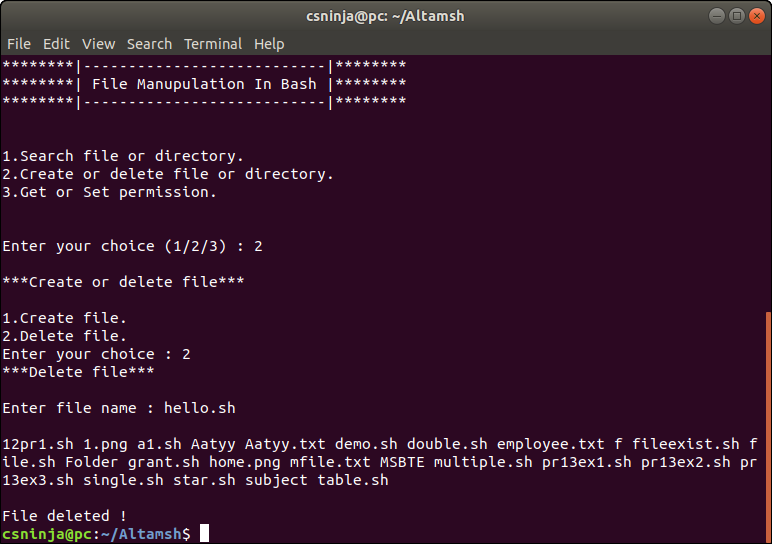 csninja@pc: ~/Altamsh
File Edit View Search Terminal Help
********|---------------------------|********
********| File Manupulation In Bash |********
********|---------------------------|********
1.Search file or directory.
2.Create or delete file or directory.
3.Get or Set permission.
Enter your choice (1/2/3) : 2
***Create or delete file***
1.Create file.
2.Delete file.
Enter your choice : 2
***Delete file***
Enter file name : hello.sh
12pr1.sh 1.png a1.sh Aatyy Aatyy.txt demo.sh double.sh employee.txt f fileexist.sh f
ile.sh Folder grant.sh home.png mfile.txt MSBTE multiple.sh pr13ex1.sh pr13ex2.sh pr
13ex3.sh single.sh star.sh subject table.sh
File deleted !
csninja@pc:~/Altamsh$